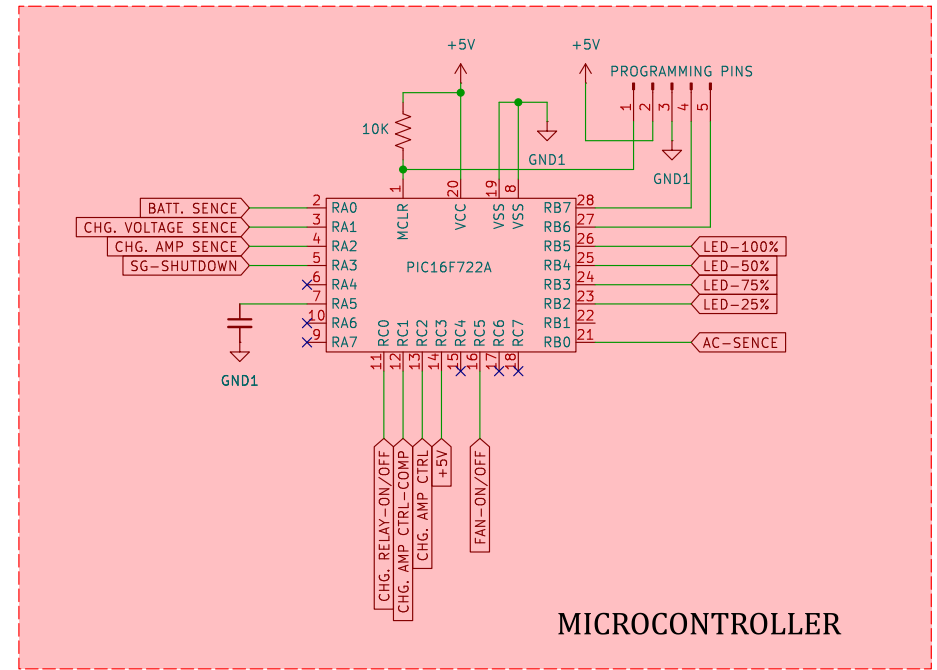 +5V
+5V
PROGRAMMING PINS
1
2
3
4
5
10K
GND1
GND1
1
20
19
8
MCLR
VCC
VSS
VSS
BATT. SENCE
2
RA0
CHG. VOLTAGE SENCE
3
RA1
CHG. AMP SENCE
4
RA2
SG-SHUTDOWN
5
RA3
6
RA4
7
RA5
10
RA6
9
RA7
PIC16F722A
RB7
28
RB6
27
RB5
26
LED-100%
RB4
25
LED-50%
RB3
24
LED-75%
RB2
23
LED-25%
RB1
22
RB0
21
AC-SENCE
GND1
RC0
RC1
RC2
RC3
RC4
RC5
RC6
RC7
11
12
13
14
15
16
17
18
CHG. RELAY-ON/OFF
CHG. AMP CTRL-COMP
CHG. AMP CTRL
+5V
FAN-ON/OFF
MICROCONTROLLER